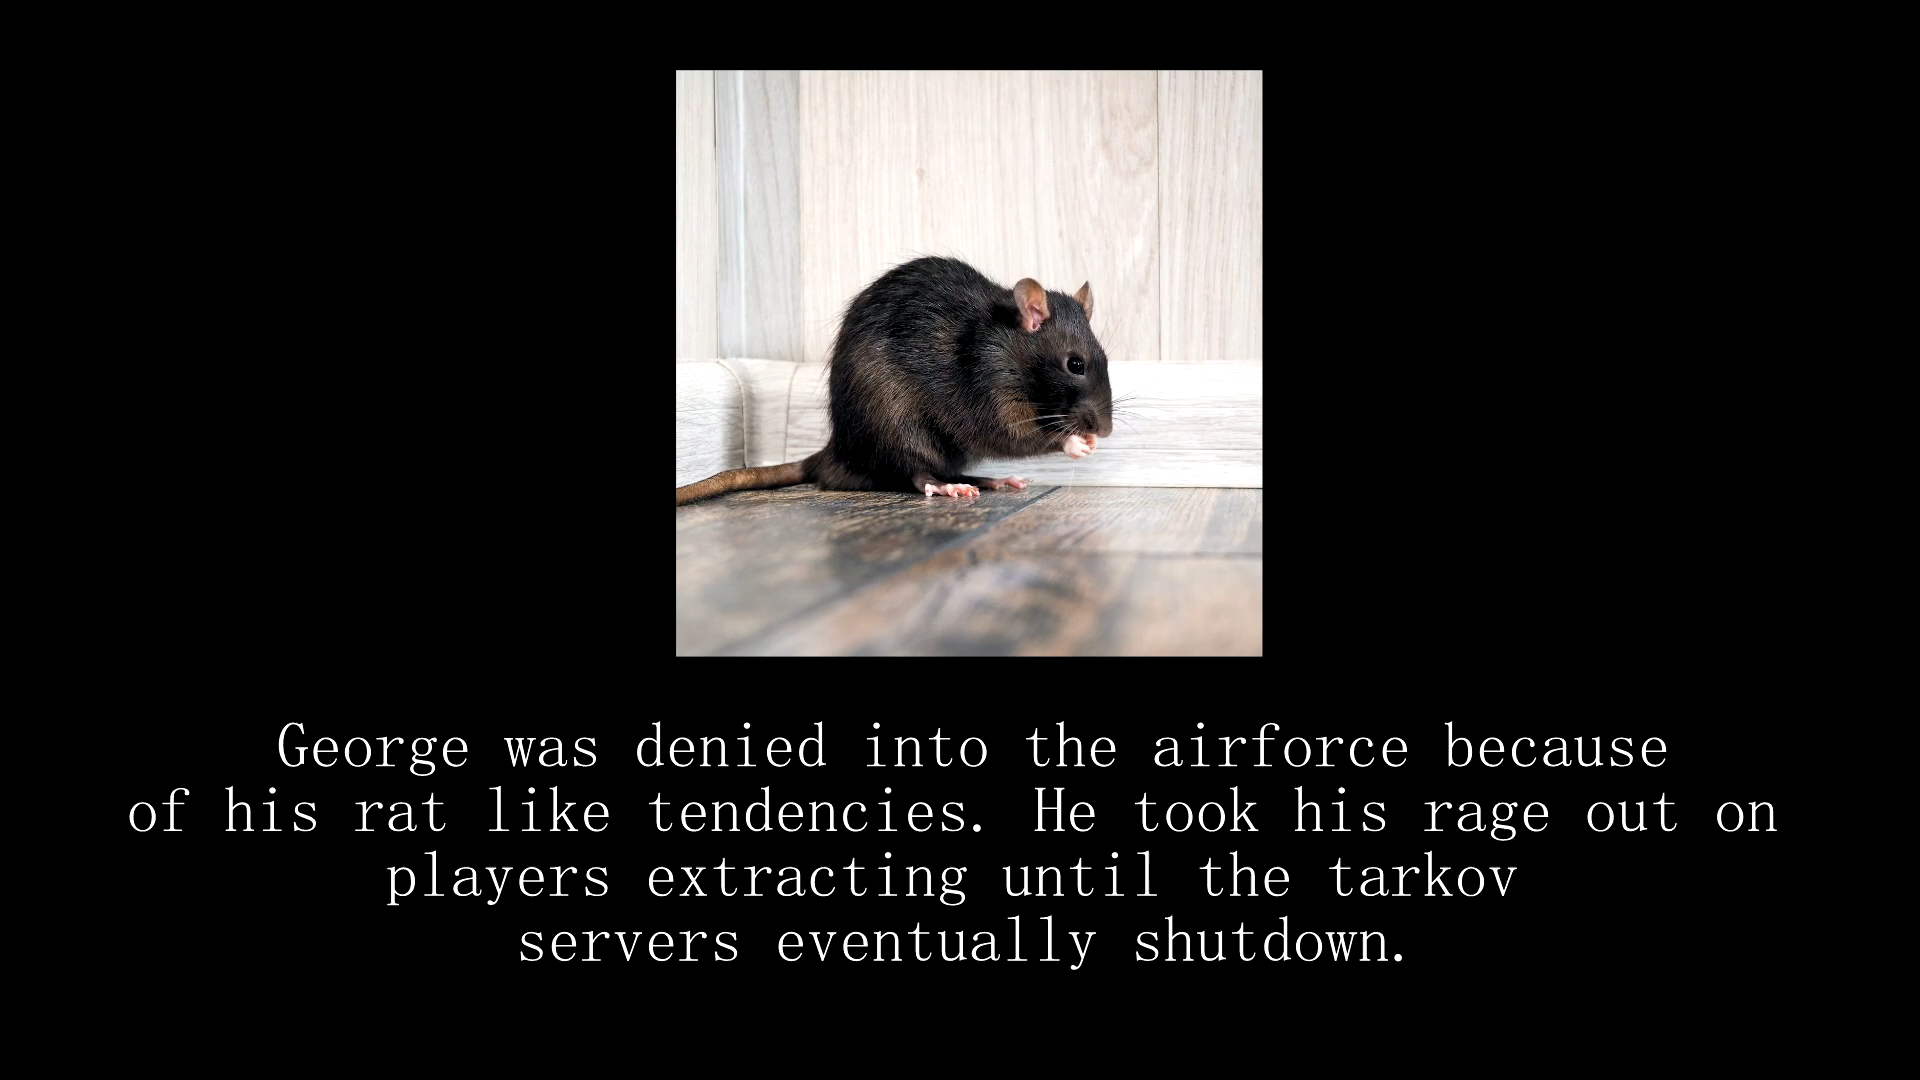 George was denied into the airforce because
of his rat like tendencies. He took his rage out on
players extracting until the tarkov
servers eventually shutdown.